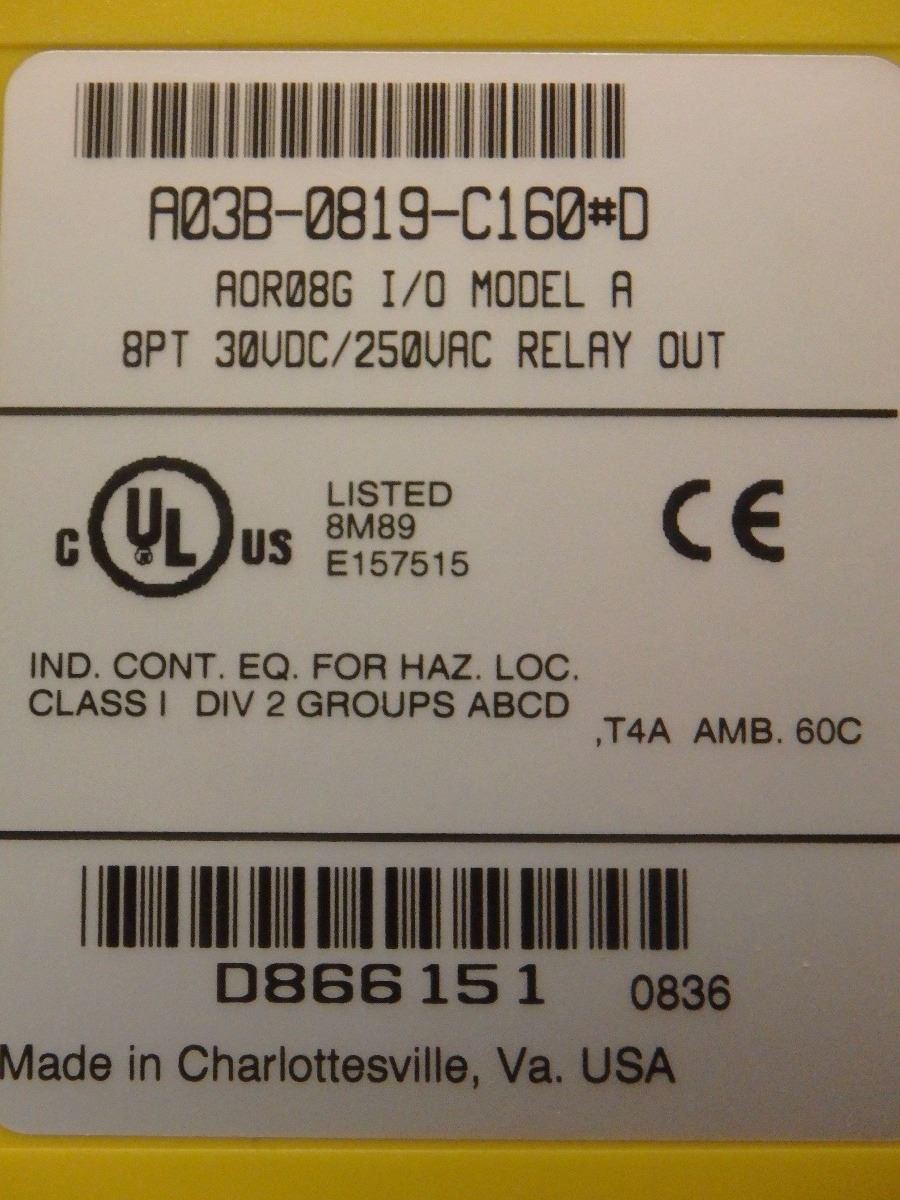 A03B-0819-C160#D
AOR08G I/O MODEL A
8PT 30VDC/250VAC RELAY OUT
C UL US
LISTED
8M89
E157515
CE
IND. CONT. EQ. FOR HAZ. LOC.
CLASS I DIV 2 GROUPS ABCD
,T4A AMB. 60C
D866151 0836
Made in Charlottesville, Va. USA